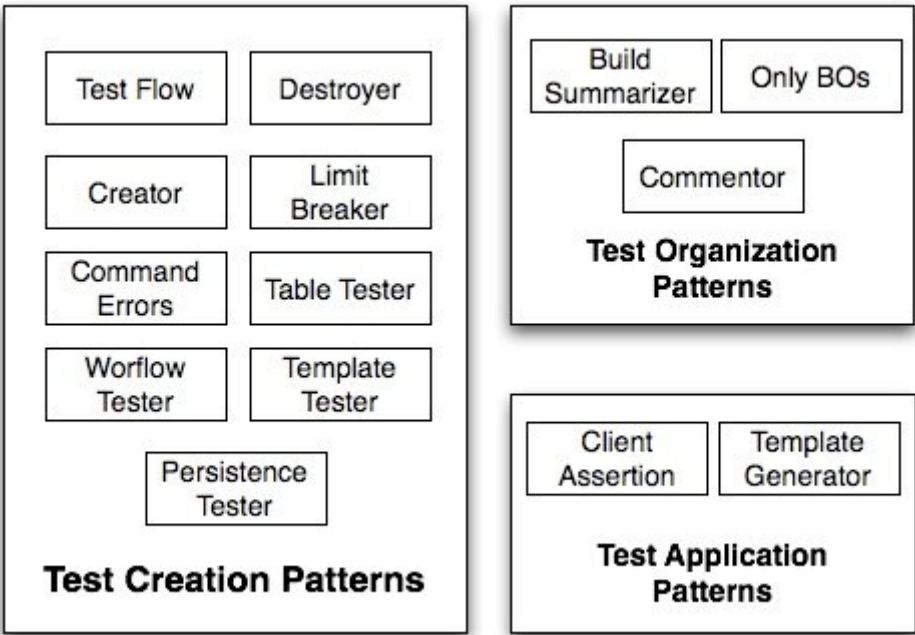 Test Flow
Destroyer
Creator
Limit
Breaker
Command
Errors
Table Tester
Worflow
Tester
Template
Tester
Persistence
Tester
Test Creation Patterns
Build
Summarizer
Only BOs
Commentor
Test Organization
Patterns
Client
Assertion
Template
Generator
Test Application
Patterns